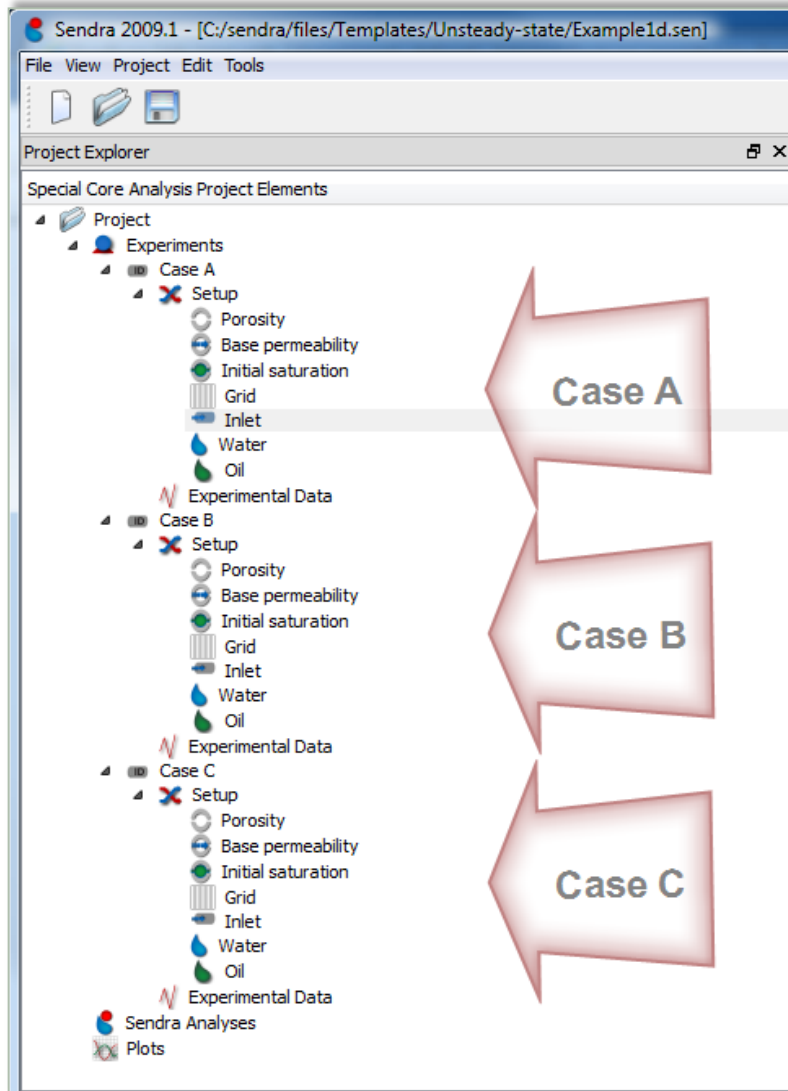 Sendra 2009.1 - [C:/sendra/files/Templates/Unsteady-state/Example1d.sen]
File View Project Edit Tools
Project Explorer
Special Core Analysis Project Elements
Project
Experiments
ID Case A
Setup
Porosity
Base permeability
Initial saturation
Grid
Inlet
Water
Oil
Experimental Data
Case A
ID Case B
Setup
Porosity
Base permeability
Initial saturation
Grid
Inlet
Water
Oil
Experimental Data
Case B
ID Case C
Setup
Porosity
Base permeability
Initial saturation
Grid
Inlet
Water
Oil
Experimental Data
Case C
Sendra Analyses
Plots